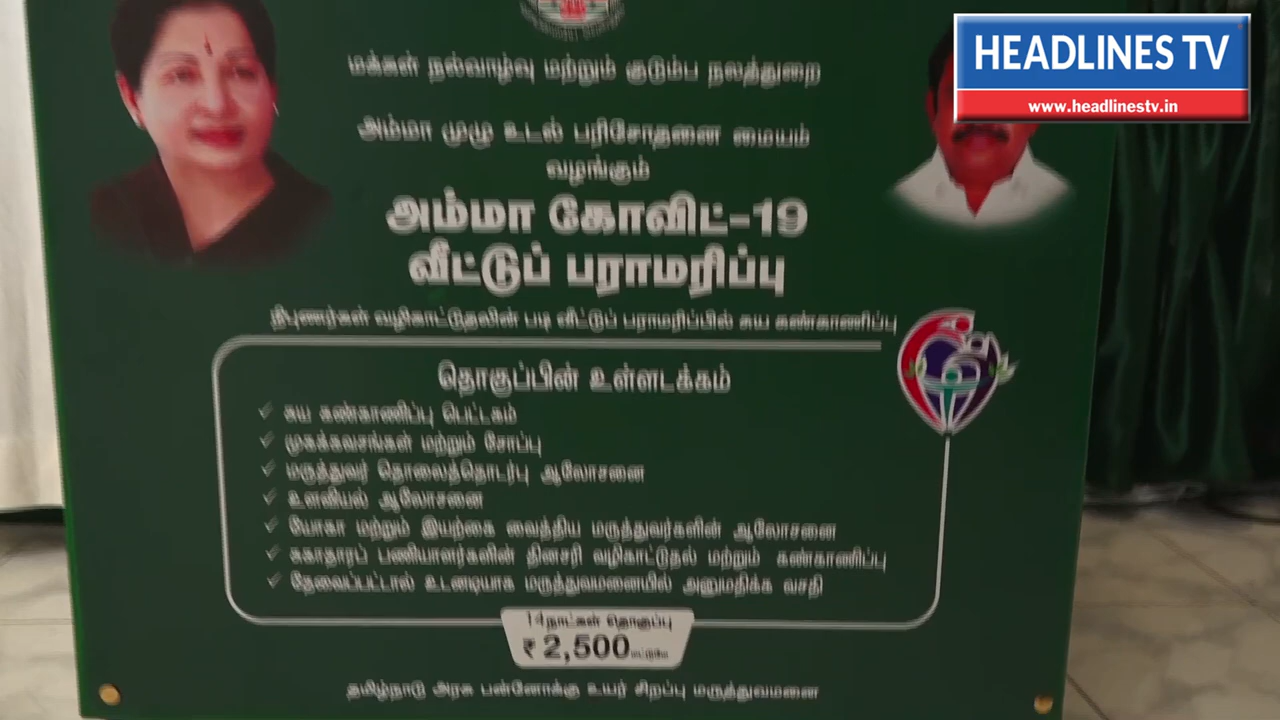 HEADLINES TV
www.headlinestv.in
மக்கள் நல்வாழ்வு மற்றும் குடும்ப நலத்துறை
அம்மா முழு உடல் பரிசோதனை மையம்
வழங்கும்
அம்மா கோவிட்-19
வீட்டுப் பராமரிப்பு
நிபுணர்கள் வழிகாட்டுதலின் படி வீட்டுப் பராமரிப்பில் சுய கண்காணிப்பு
தொகுப்பின் உள்ளடக்கம்
✓ சுய கண்காணிப்பு பெட்டகம்
✓ முகக்கவசங்கள் மற்றும் சோப்பு
✓ மருத்துவர் தொலைத்தொடர்பு ஆலோசனை
✓ உளவியல் ஆலோசனை
✓ யோகா மற்றும் இயற்கை வைத்திய மருத்துவர்களின் ஆலோசனை
✓ சுகாதாரப் பணியாளர்களின் தினசரி வழிகாட்டுதல் மற்றும் கண்காணிப்பு
✓ தேவைப்பட்டால் உடனடியாக மருத்துவமனையில் அனுமதிக்க வசதி
14நாட்கள் தொகுப்பு
₹ 2,500
தமிழ்நாடு அரசு பன்னோக்கு உயர் சிறப்பு மருத்துவமனை